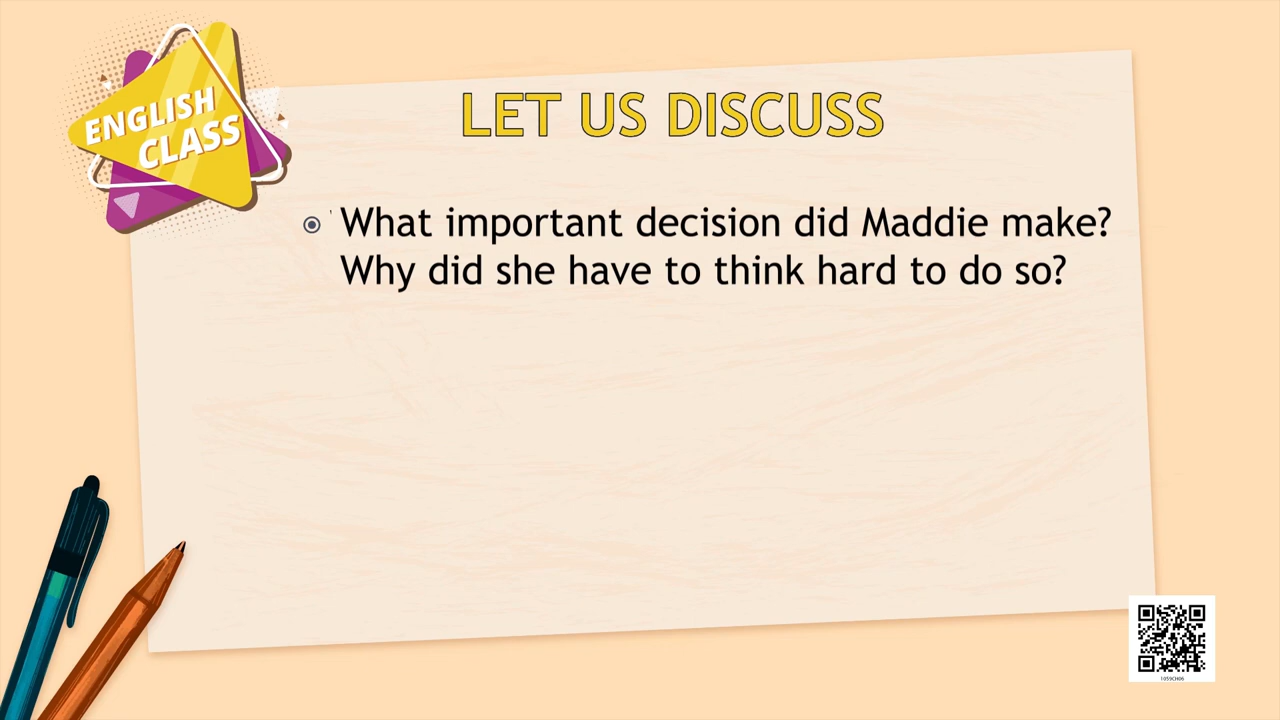 ENGLISH
CLASS
LET US DISCUSS
What important decision did Maddie make?
Why did she have to think hard to do so?
1059CH06